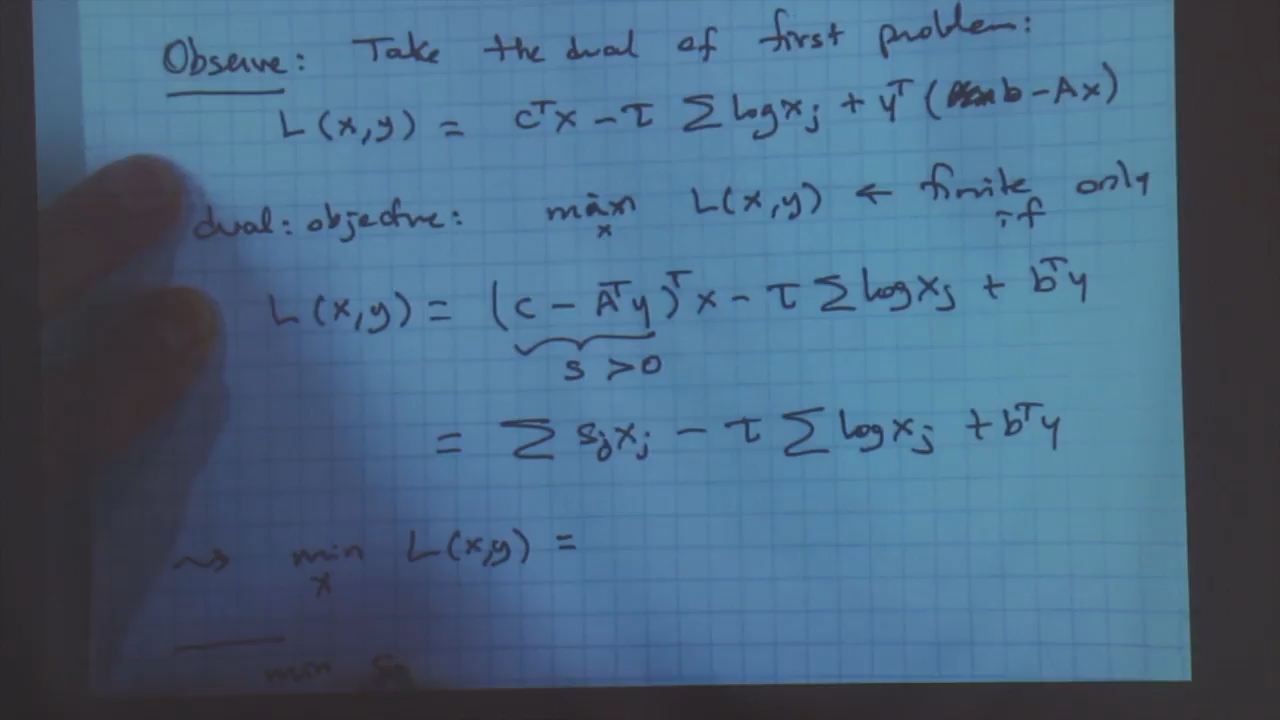 Observe: Take the dual of first problem:
L(x,y) = cᵀx − τ Σ log xⱼ + yᵀ( b − Ax)
dual: objective: x L(x,y) ← finite only if
L(x,y) = (c − Aᵀy)ᵀx − τ Σ log xⱼ + bᵀy
s > 0
= Σ sⱼxⱼ − τ Σ log xⱼ + bᵀy
⇝ min L(x,y) =
x
min